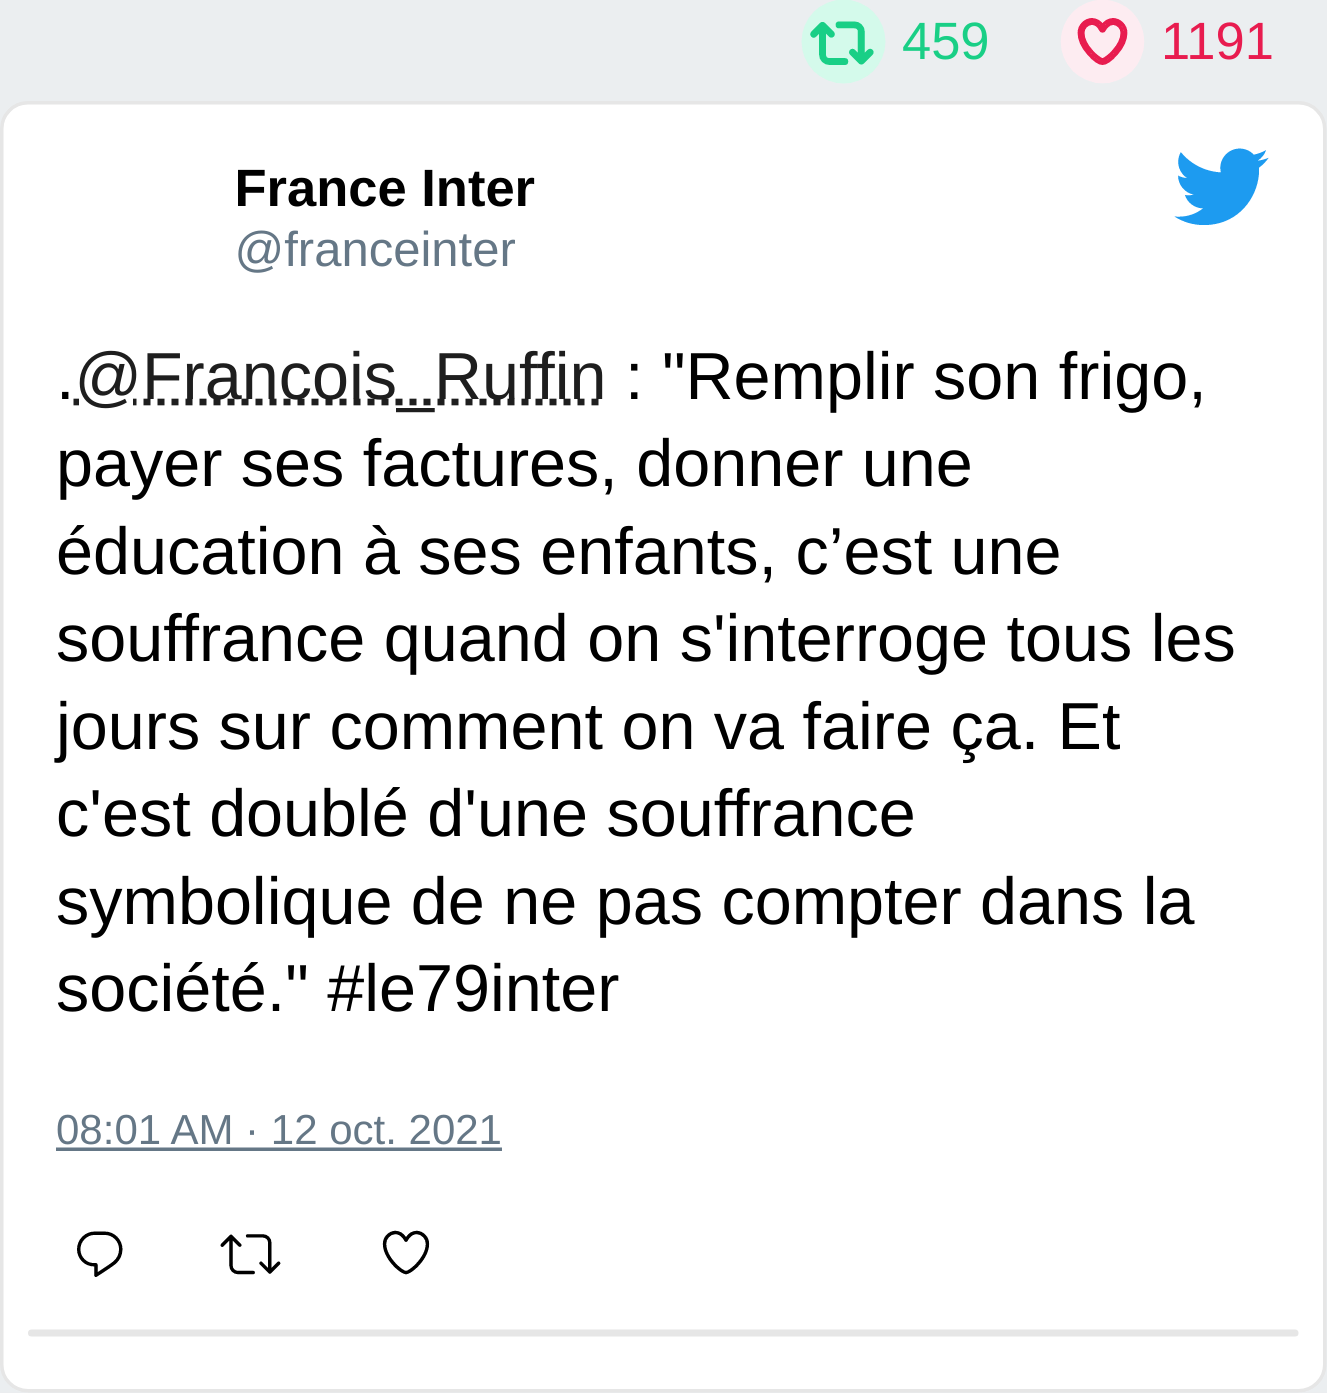 459 1191
France Inter
@franceinter
.@Francois_Ruffin : "Remplir son frigo,
payer ses factures, donner une
éducation à ses enfants, c’est une
souffrance quand on s'interroge tous les
jours sur comment on va faire ça. Et
c'est doublé d'une souffrance
symbolique de ne pas compter dans la
société." #le79inter
08:01 AM · 12 oct. 2021